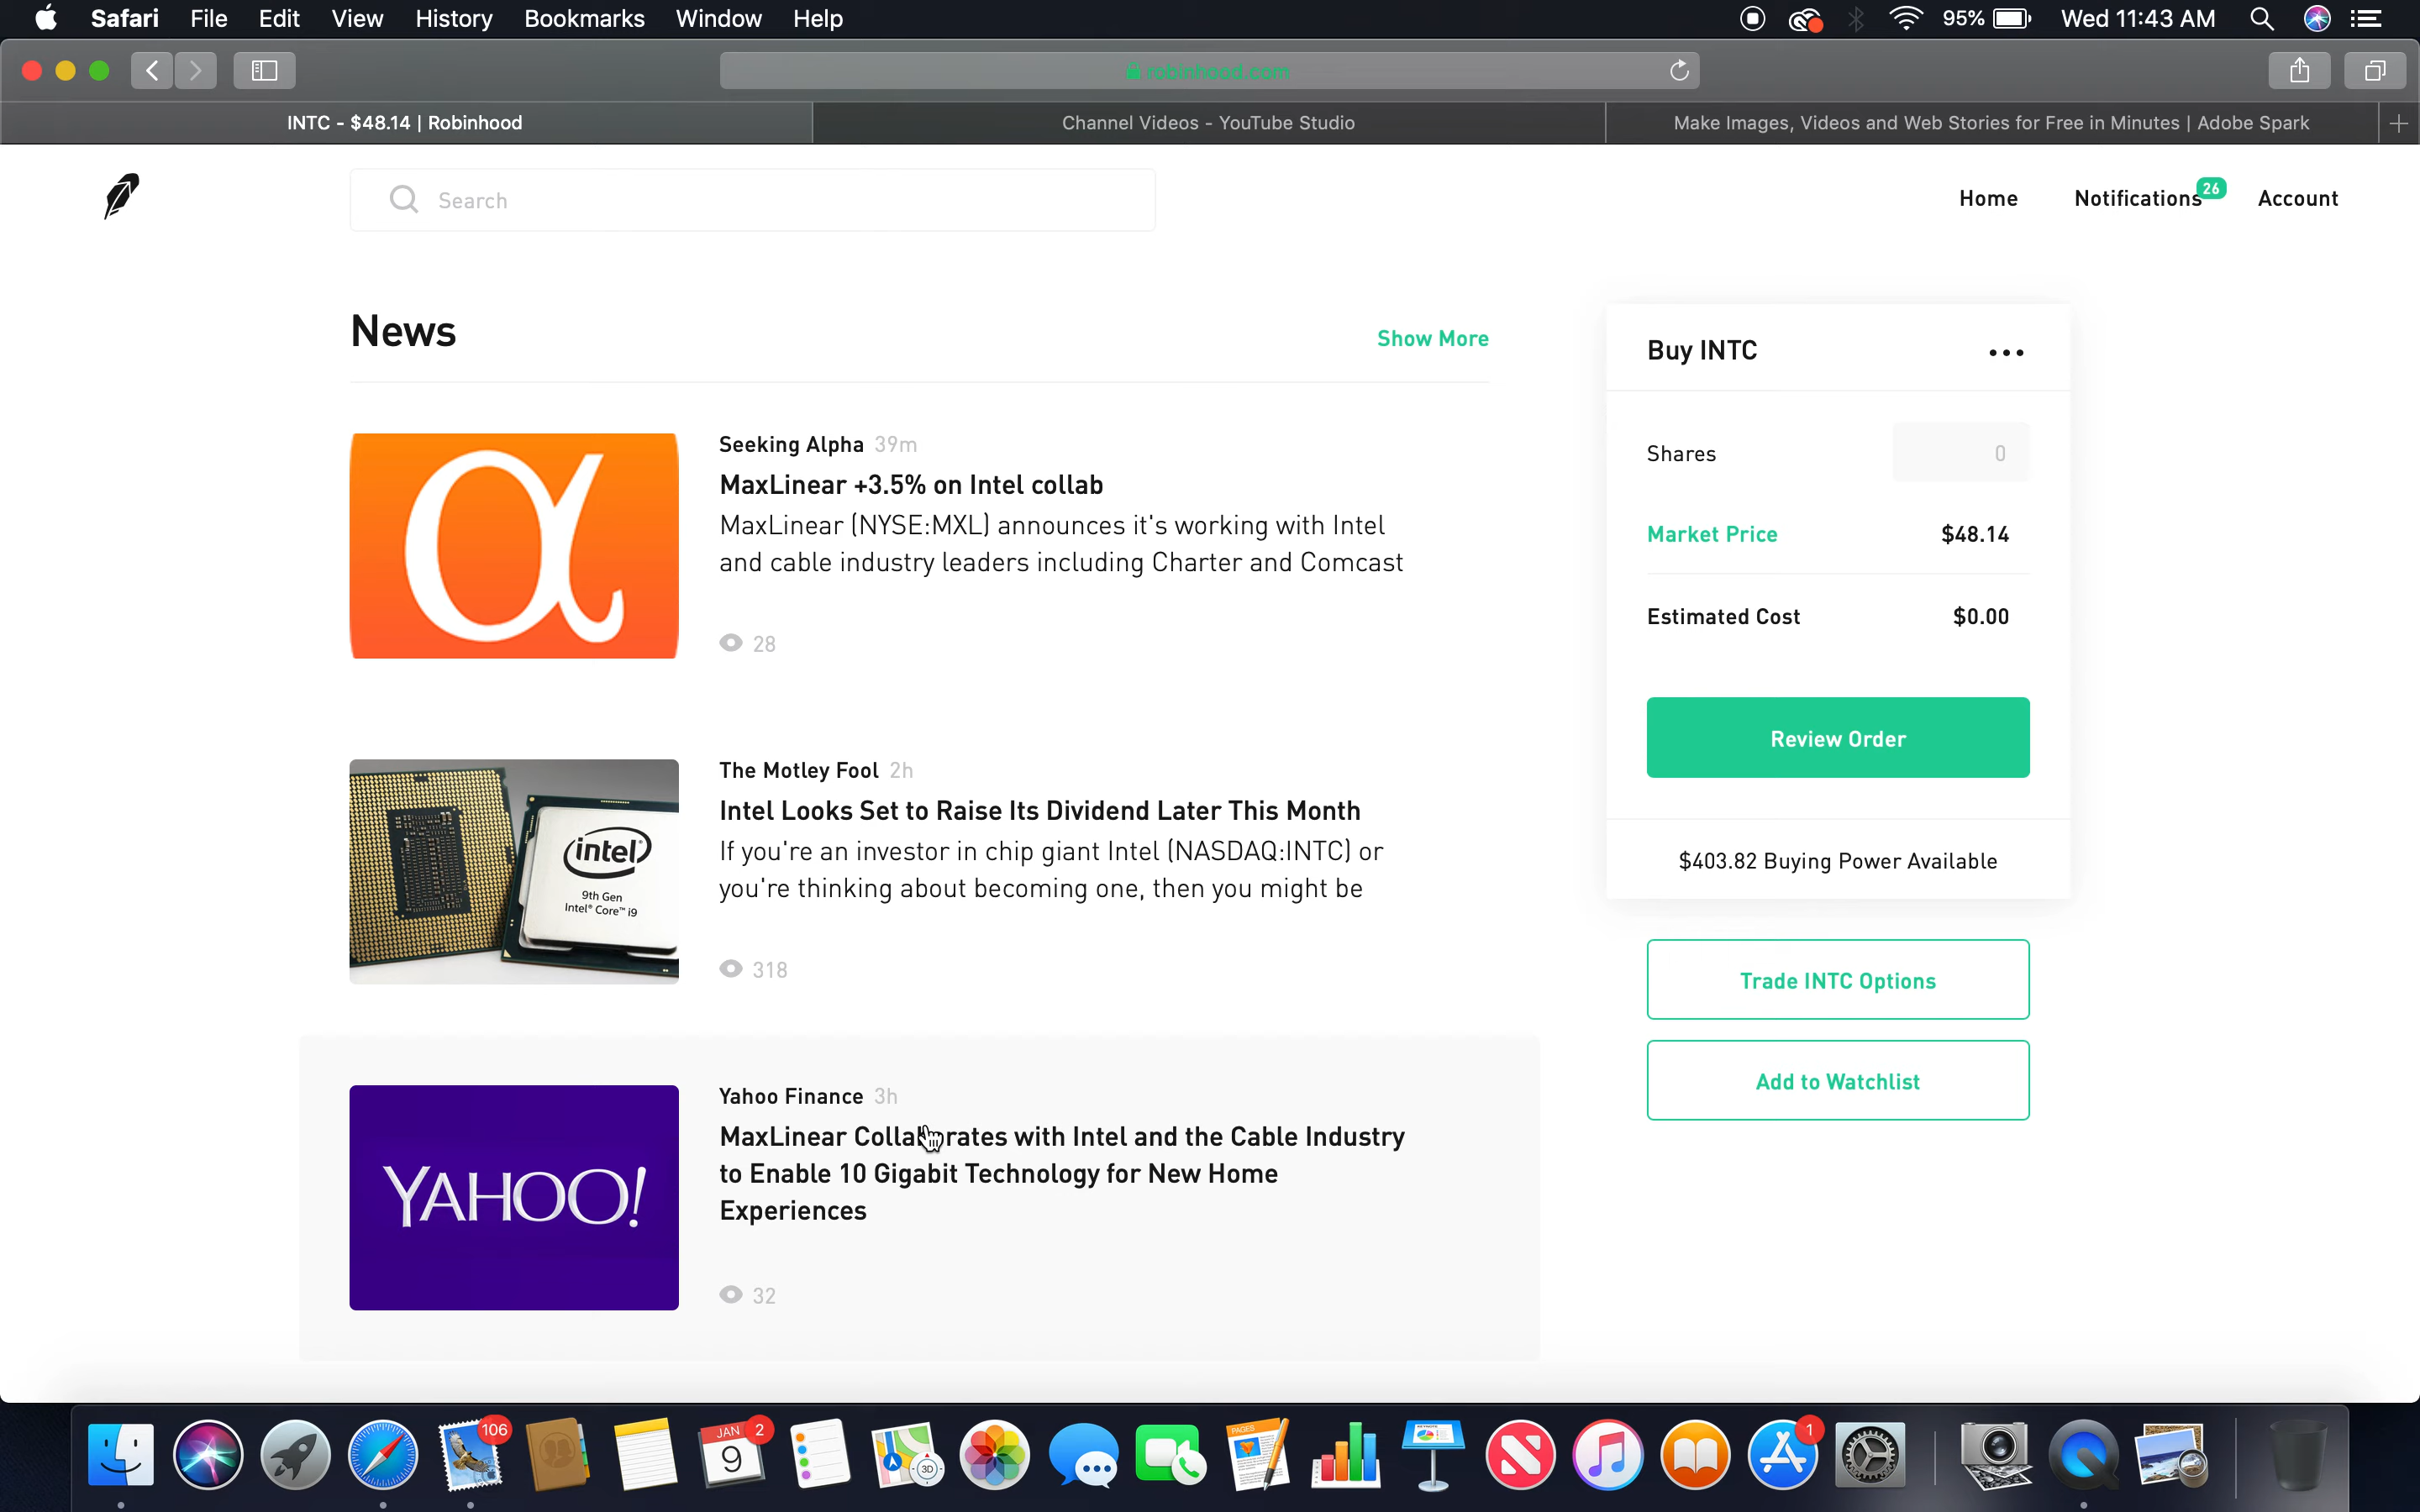 Safari File Edit View History Bookmarks Window Help 95% Wed 11:43 AM
robinhood.com
INTC - $48.14 | Robinhood
Channel Videos - YouTube Studio
Make Images, Videos and Web Stories for Free in Minutes | Adobe Spark
Search
Home
Notifications 26
Account
News
Show More
Seeking Alpha 39m
MaxLinear +3.5% on Intel collab
MaxLinear (NYSE:MXL) announces it's working with Intel
and cable industry leaders including Charter and Comcast
28
intel
9th Gen
Intel® Core™ i9
The Motley Fool 2h
Intel Looks Set to Raise Its Dividend Later This Month
If you're an investor in chip giant Intel (NASDAQ:INTC) or
you're thinking about becoming one, then you might be
318
YAHOO!
Yahoo Finance 3h
MaxLinear Collaborates with Intel and the Cable Industry
to Enable 10 Gigabit Technology for New Home
Experiences
32
Buy INTC
Shares 0
Market Price $48.14
Estimated Cost $0.00
Review Order
$403.82 Buying Power Available
Trade INTC Options
Add to Watchlist
106
JAN 2
9
3D
PAGES
1